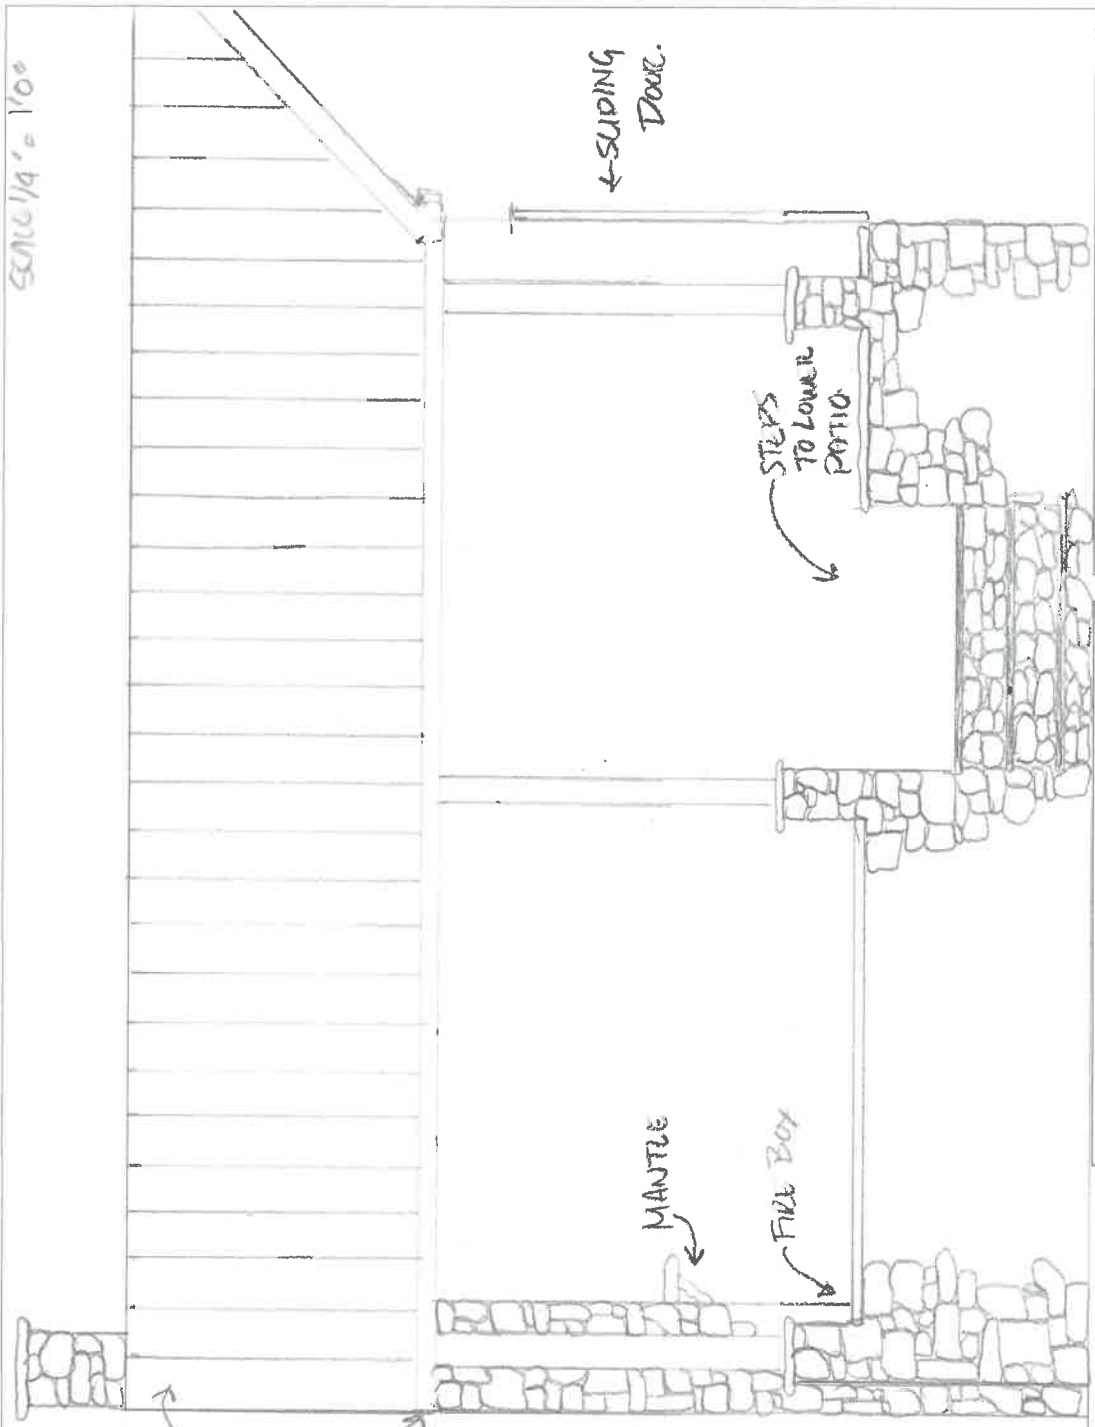 SCALE 1/4" = 1'0"
SLIDING
DOOR.
STEPS
TO LOWER
PATIO
MANTLE
FIRE BOX